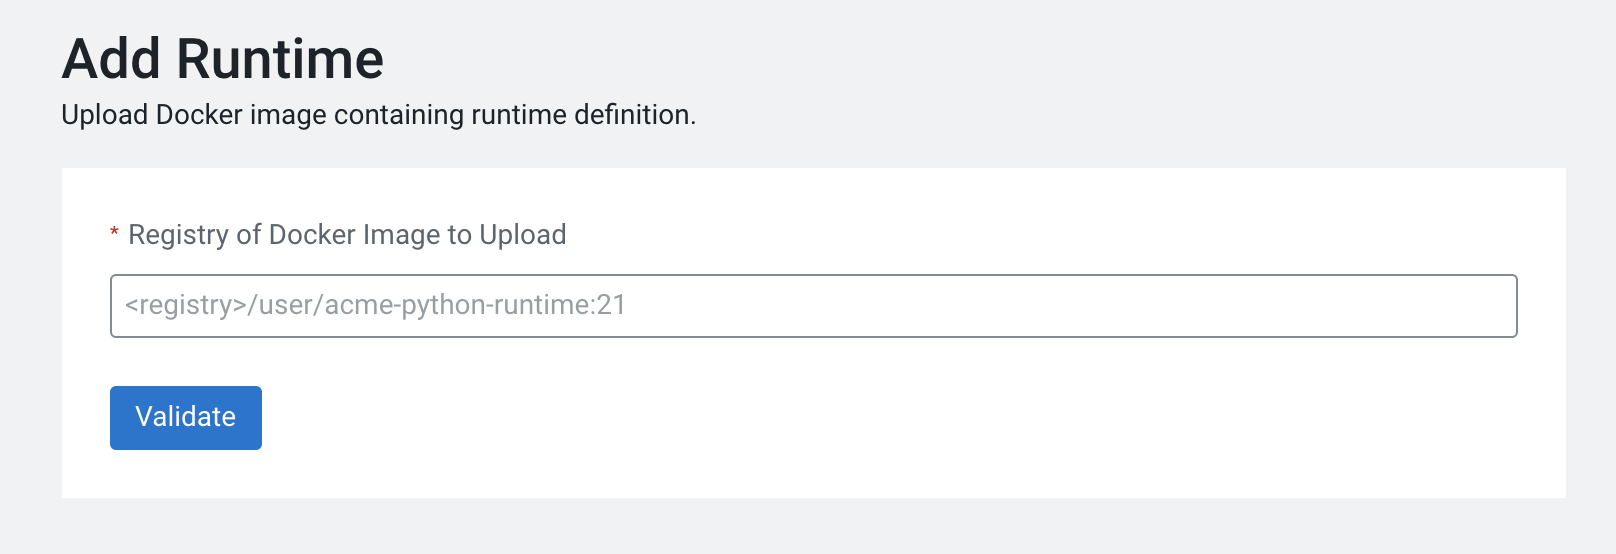 Add Runtime
Upload Docker image containing runtime definition.
* Registry of Docker Image to Upload
<registry>/user/acme-python-runtime:21
Validate